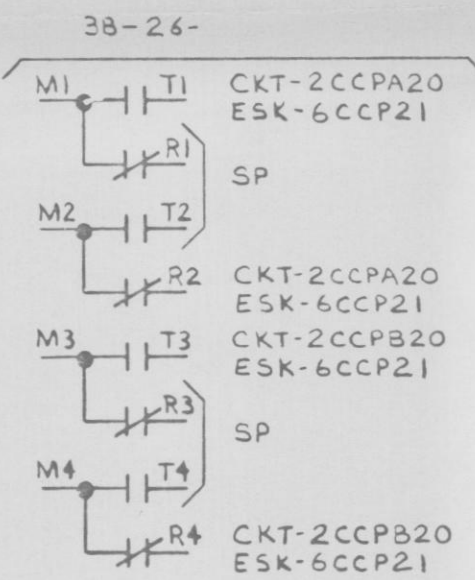 3B-26-
M1 T1 CKT-2CCPA20
ESK-6CCP21
R1
SP
M2 T2
R2 CKT-2CCPA20
ESK-6CCP21
M3 T3 CKT-2CCPB20
ESK-6CCP21
R3
SP
M4 T4
R4 CKT-2CCPB20
ESK-6CCP21